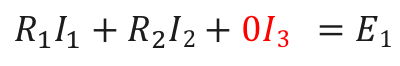 R₁I₁ + R₂I₂ + 0I₃ = E₁